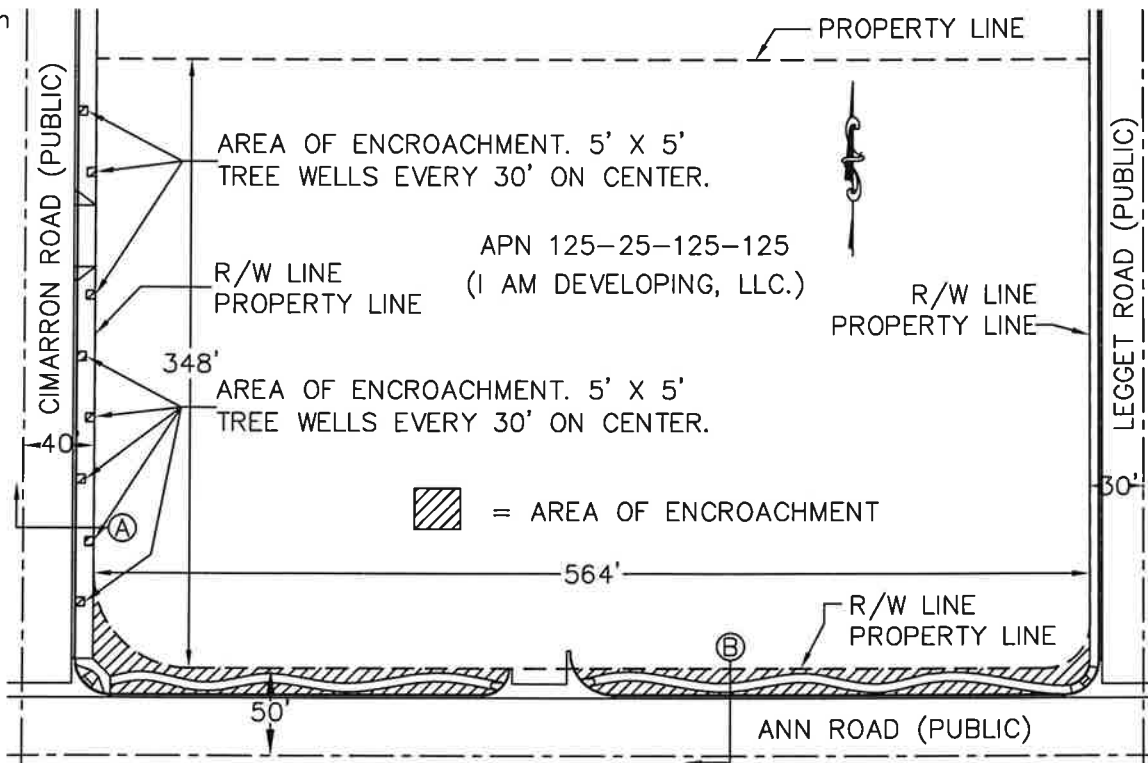 PROPERTY LINE
CIMARRON ROAD (PUBLIC)
AREA OF ENCROACHMENT. 5' X 5'
TREE WELLS EVERY 30' ON CENTER.
APN 125-25-125-125
(I AM DEVELOPING, LLC.)
R/W LINE
PROPERTY LINE
R/W LINE
PROPERTY LINE
LEGGET ROAD (PUBLIC)
348'
AREA OF ENCROACHMENT. 5' X 5'
TREE WELLS EVERY 30' ON CENTER.
40'
30'
A
= AREA OF ENCROACHMENT
564'
R/W LINE
PROPERTY LINE
B
50'
ANN ROAD (PUBLIC)